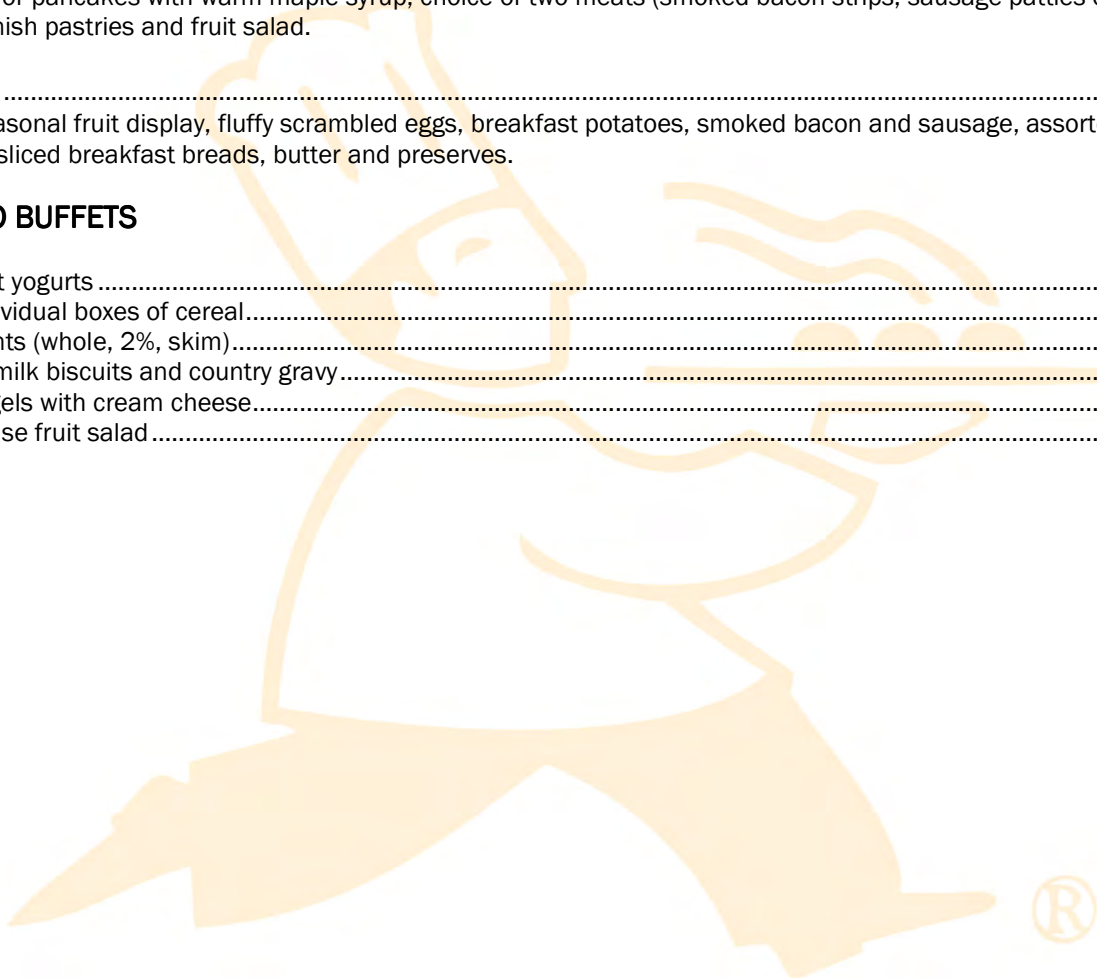 or pancakes with warm maple syrup, choice of two meats (smoked bacon strips, sausage patties
nish pastries and fruit salad.
....................................................................................................
asonal fruit display, fluffy scrambled eggs, breakfast potatoes, smoked bacon and sausage, assort
sliced breakfast breads, butter and preserves.
BUFFETS
t yogurts ....................................................................................................
vidual boxes of cereal....................................................................................................
nts (whole, 2%, skim)....................................................................................................
milk biscuits and country gravy....................................................................................................
gels with cream cheese....................................................................................................
se fruit salad ....................................................................................................
®